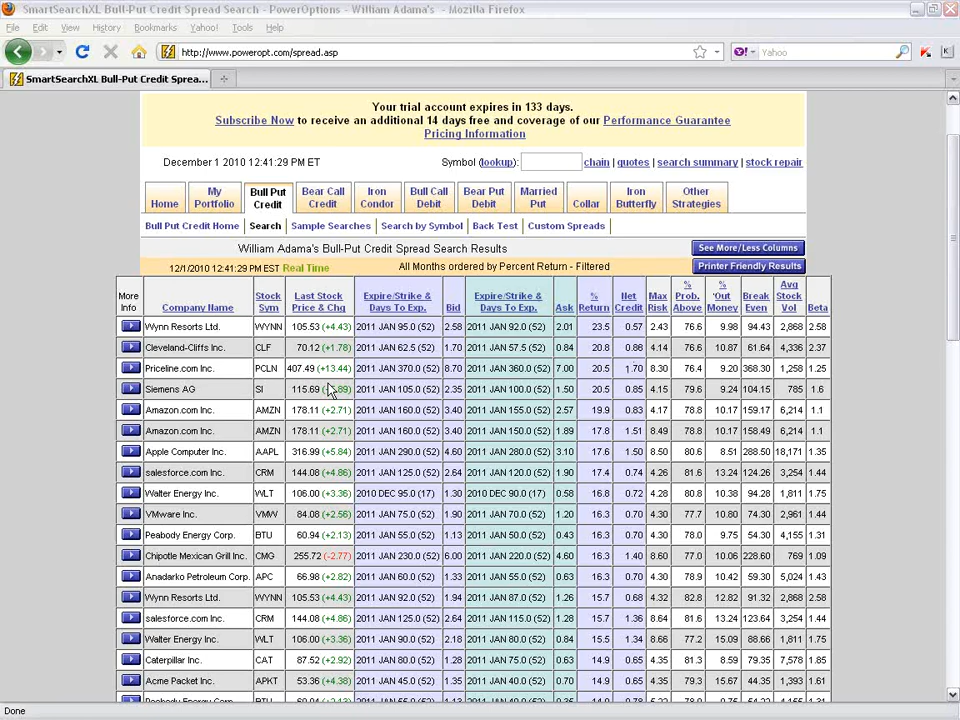 SmartSearchXL Bull-Put Credit Spread Search - PowerOptions - William Adama's - Mozilla Firefox
File Edit View History Bookmarks Yahoo! Tools Help
http://www.poweropt.com/spread.asp Yahoo
SmartSearchXL Bull-Put Credit Sprea...
Your trial account expires in 133 days.
Subscribe Now to receive an additional 14 days free and coverage of our Performance Guarantee
Pricing Information
December 1 2010 12:41:29 PM ET Symbol (lookup): chain | quotes | search summary | stock repair
Home My Portfolio Bull Put Credit Bear Call Credit Iron Condor Bull Call Debit Bear Put Debit Married Put Collar Iron Butterfly Other Strategies
Bull Put Credit Home Search Sample Searches Search by Symbol Back Test Custom Spreads
William Adama's Bull-Put Credit Spread Search Results See More/Less Columns
12/1/2010 12:41:29 PM EST Real Time All Months ordered by Percent Return - Filtered Printer Friendly Results
More Info Company Name Stock Sym Last Stock Price & Chg Expire/Strike & Days To Exp. Bid Expire/Strike & Days To Exp. Ask % Return Net Credit Max Risk % Prob. Above % 'Out Money Break Even Avg Stock Vol Beta
Wynn Resorts Ltd. WYNN 105.53 (+4.43) 2011 JAN 95.0 (52) 2.58 2011 JAN 92.0 (52) 2.01 23.5 0.57 2.43 76.6 9.98 94.43 2,868 2.58
Cleveland-Cliffs Inc. CLF 70.12 (+1.78) 2011 JAN 62.5 (52) 1.70 2011 JAN 57.5 (52) 0.84 20.8 0.86 4.14 76.6 10.87 61.64 4,336 2.37
Priceline.com Inc. PCLN 407.49 (+13.44) 2011 JAN 370.0 (52) 8.70 2011 JAN 360.0 (52) 7.00 20.5 1.70 8.30 76.4 9.20 368.30 1,258 1.25
Siemens AG SI 115.69 2011 JAN 105.0 (52) 2.35 2011 JAN 100.0 (52) 1.50 20.5 0.85 4.15 79.6 9.24 104.15 785 1.6
Amazon.com Inc. AMZN 178.11 (+2.71) 2011 JAN 160.0 (52) 3.40 2011 JAN 155.0 (52) 2.57 19.9 0.83 4.17 78.8 10.17 159.17 6,214 1.1
Amazon.com Inc. AMZN 178.11 (+2.71) 2011 JAN 160.0 (52) 3.40 2011 JAN 150.0 (52) 1.89 17.8 1.51 8.49 78.8 10.17 158.49 6,214 1.1
Apple Computer Inc. AAPL 316.99 (+5.84) 2011 JAN 290.0 (52) 4.60 2011 JAN 280.0 (52) 3.10 17.6 1.50 8.50 80.6 8.51 288.50 18,171 1.35
salesforce.com Inc. CRM 144.08 (+4.86) 2011 JAN 125.0 (52) 2.64 2011 JAN 120.0 (52) 1.90 17.4 0.74 4.26 81.6 13.24 124.26 3,254 1.44
Walter Energy Inc. WLT 106.00 (+3.36) 2010 DEC 95.0 (17) 1.30 2010 DEC 90.0 (17) 0.58 16.8 0.72 4.28 80.8 10.38 94.28 1,811 1.75
VMware Inc. VMW 84.08 (+2.56) 2011 JAN 75.0 (52) 1.90 2011 JAN 70.0 (52) 1.20 16.3 0.70 4.30 77.7 10.80 74.30 2,961 1.44
Peabody Energy Corp. BTU 60.94 (+2.13) 2011 JAN 55.0 (52) 1.13 2011 JAN 50.0 (52) 0.43 16.3 0.70 4.30 78.0 9.75 54.30 4,155 1.31
Chipotle Mexican Grill Inc. CMG 255.72 (-2.77) 2011 JAN 230.0 (52) 6.00 2011 JAN 220.0 (52) 4.60 16.3 1.40 8.60 77.0 10.06 228.60 769 1.09
Anadarko Petroleum Corp. APC 66.98 (+2.82) 2011 JAN 60.0 (52) 1.33 2011 JAN 55.0 (52) 0.63 16.3 0.70 4.30 78.9 10.42 59.30 5,024 1.43
Wynn Resorts Ltd. WYNN 105.53 (+4.43) 2011 JAN 92.0 (52) 1.94 2011 JAN 87.0 (52) 1.26 15.7 0.68 4.32 82.8 12.82 91.32 2,868 2.58
salesforce.com Inc. CRM 144.08 (+4.86) 2011 JAN 125.0 (52) 2.64 2011 JAN 115.0 (52) 1.28 15.7 1.36 8.64 81.6 13.24 123.64 3,254 1.44
Walter Energy Inc. WLT 106.00 (+3.36) 2011 JAN 90.0 (52) 2.18 2011 JAN 80.0 (52) 0.84 15.5 1.34 8.66 77.2 15.09 88.66 1,811 1.75
Caterpillar Inc. CAT 87.52 (+2.92) 2011 JAN 80.0 (52) 1.28 2011 JAN 75.0 (52) 0.63 14.9 0.65 4.35 81.3 8.59 79.35 7,578 1.85
Acme Packet Inc. APKT 53.36 (+4.38) 2011 JAN 45.0 (52) 1.35 2011 JAN 40.0 (52) 0.70 14.9 0.65 4.35 79.3 15.67 44.35 1,393 1.61
Done